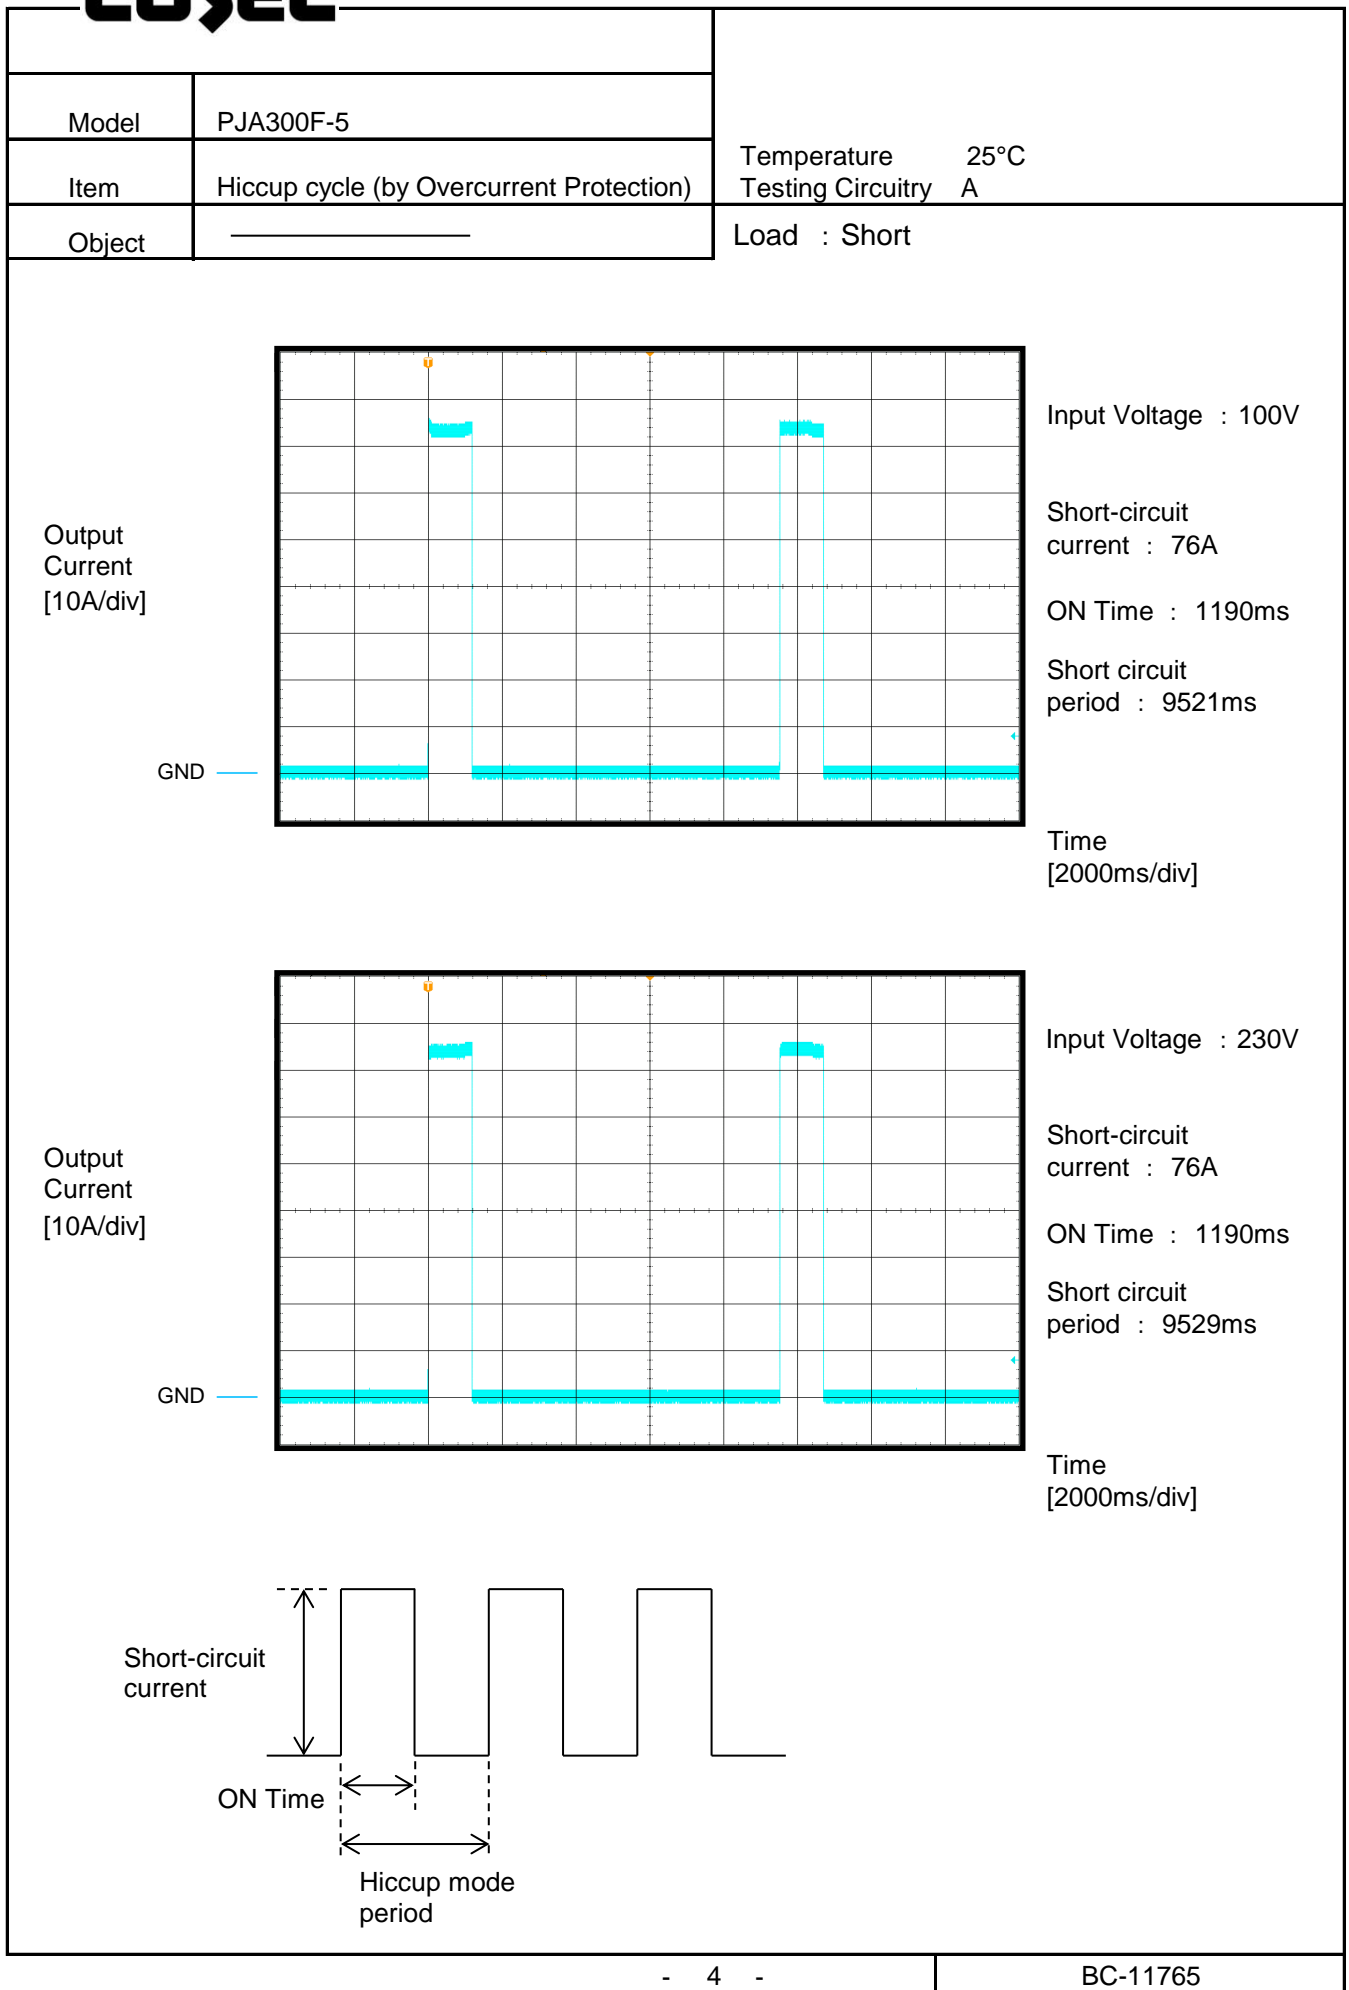 COSEL
Model PJA300F-5
Temperature 25°C
Item Hiccup cycle (by Overcurrent Protection) Testing Circuitry A
Object Load : Short
Input Voltage : 100V
Short-circuit
current : 76A
Output
Current
[10A/div]
ON Time : 1190ms
Short circuit
period : 9521ms
GND
Time
[2000ms/div]
Input Voltage : 230V
Short-circuit
current : 76A
Output
Current
[10A/div]
ON Time : 1190ms
Short circuit
period : 9529ms
GND
Time
[2000ms/div]
Short-circuit
current
ON Time
Hiccup mode
period
- 4 - BC-11765